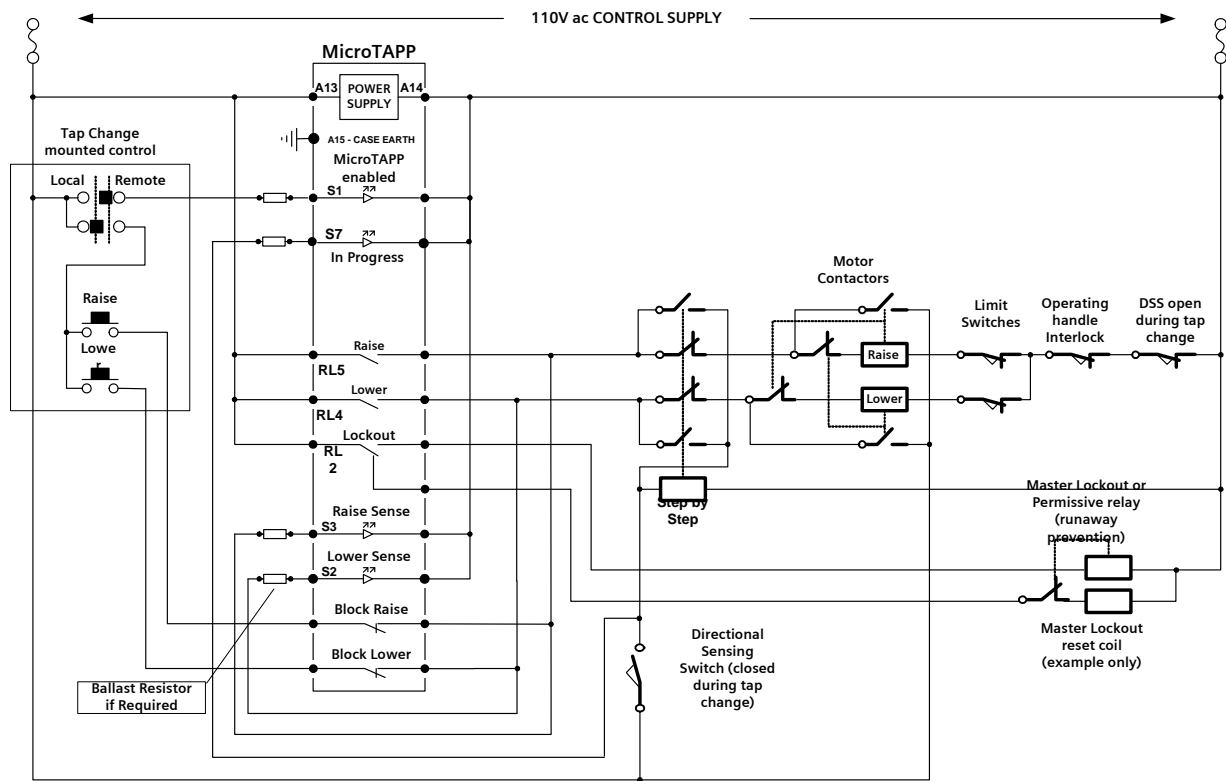 110V ac CONTROL SUPPLY
MicroTAPP
A13
POWER
SUPPLY
A14
A15 - CASE EARTH
Tap Change
mounted control
MicroTAPP
enabled
Local
Remote
S1
S7
In Progress
Raise
Lowe
r
Raise
RL5
Lower
RL4
Lockout
RL
2
Raise Sense
S3
Lower Sense
S2
Block Raise
Block Lower
Ballast Resistor
if Required
Motor
Contactors
Raise
Lower
Limit
Switches
Operating
handle
Interlock
DSS open
during tap
change
Step by
Step
Master Lockout or
Permissive relay
(runaway
prevention)
Master Lockout
reset coil
(example only)
Directional
Sensing
Switch (closed
during tap
change)